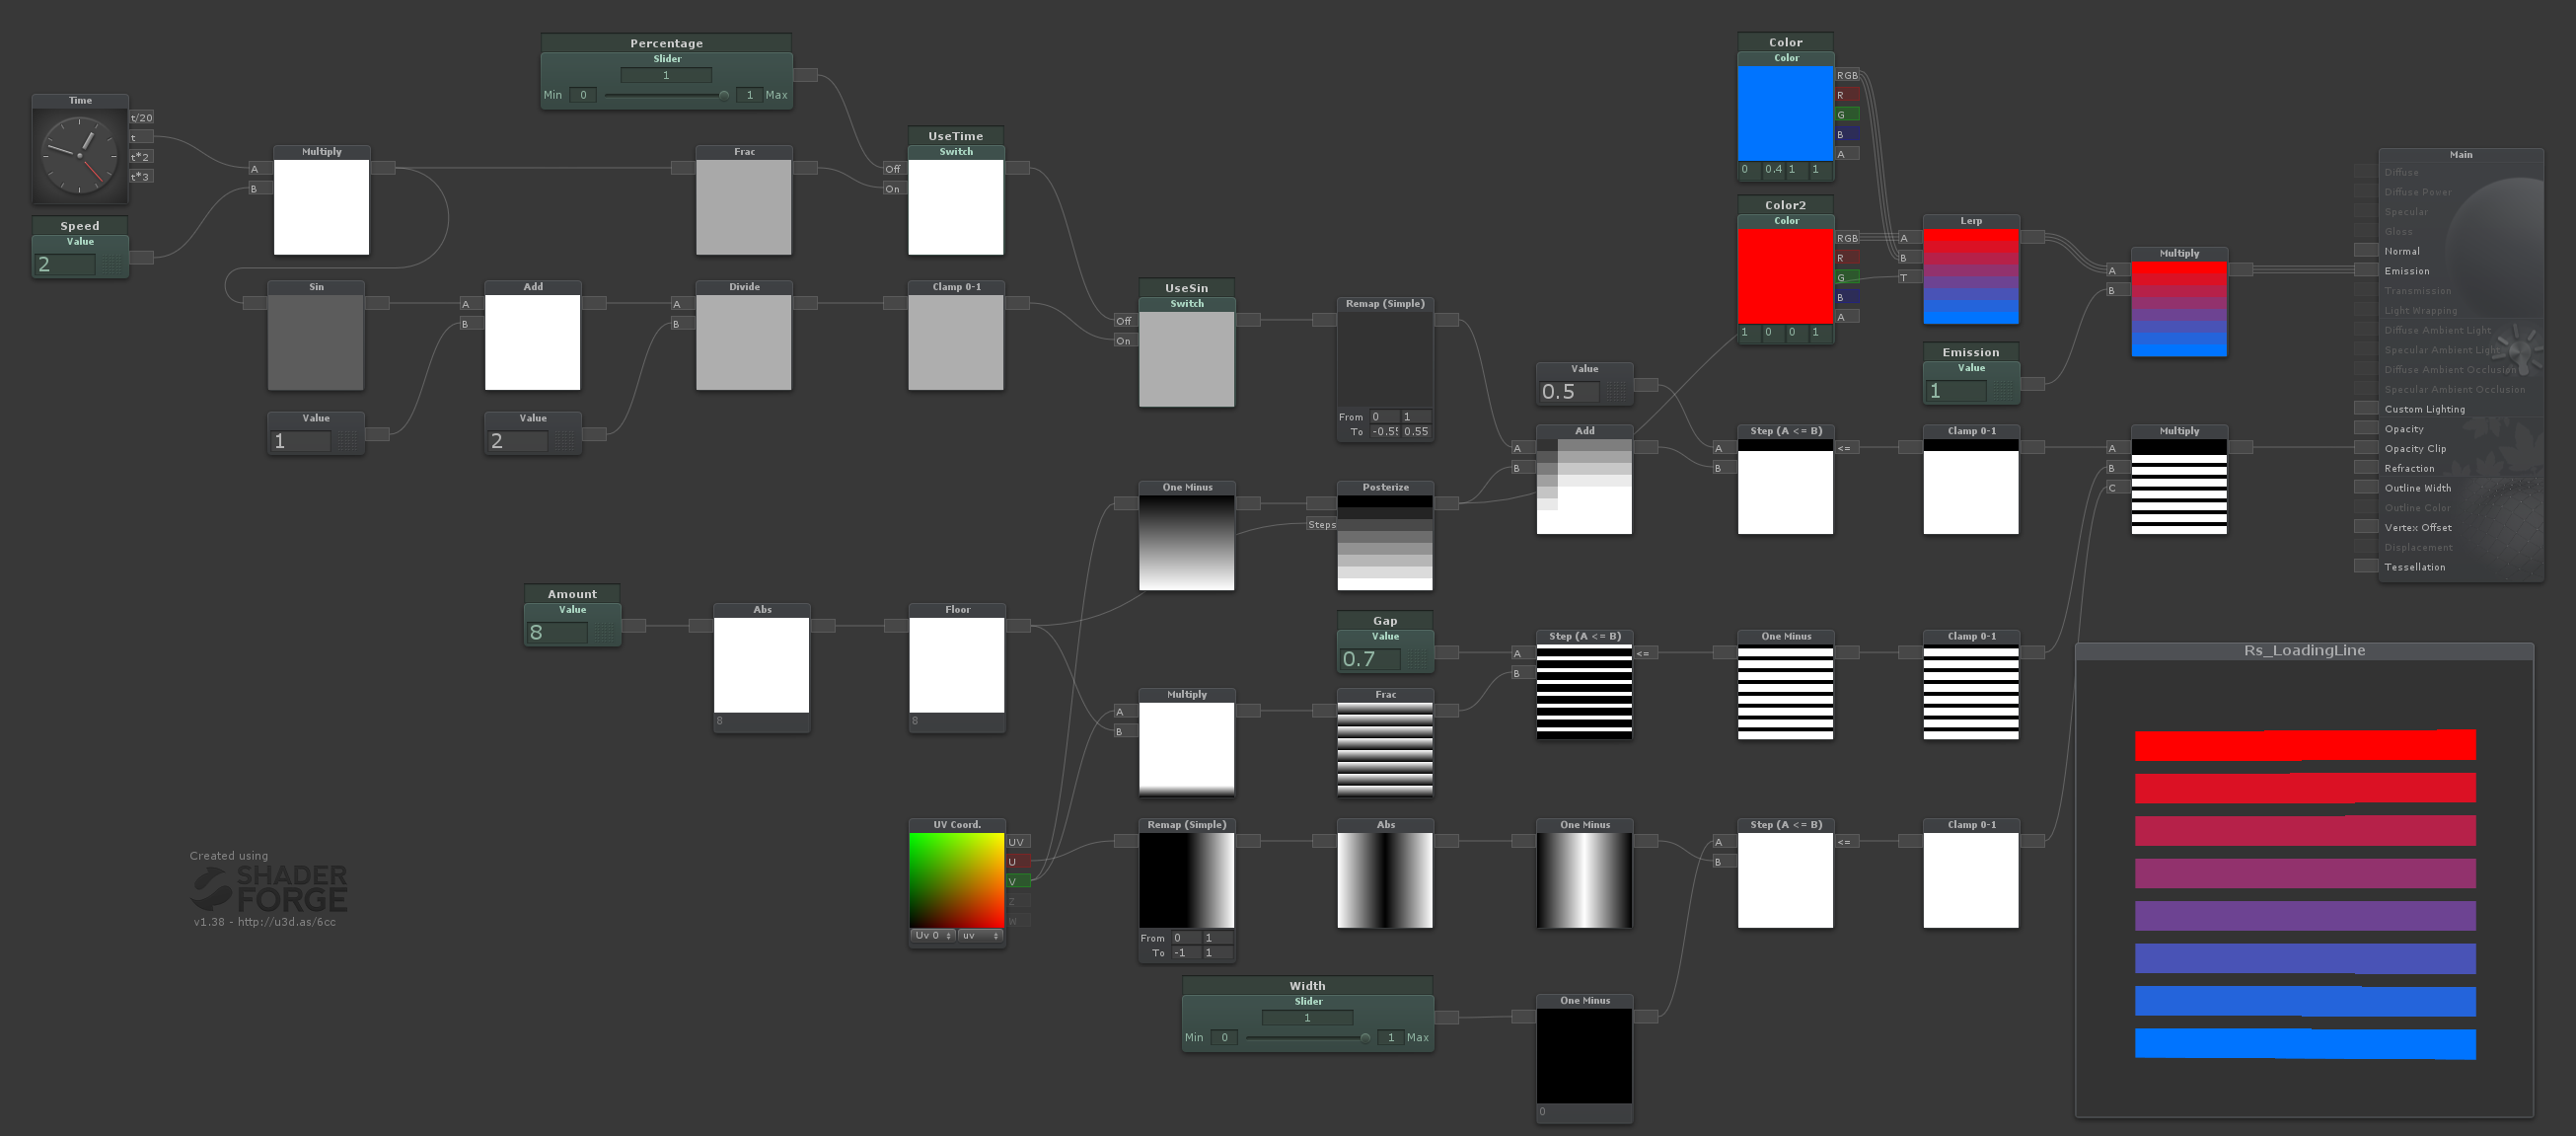 Time
t/20
t
t*2
t*3
Speed
Value
2
Multiply
A
B
Percentage
Slider
1
Min 0 1 Max
Frac
UseTime
Switch
Off
On
Sin
Value
1
Add
A
B
Value
2
Divide
A
B
Clamp 0-1
UseSin
Switch
Off
On
Remap (Simple)
From 0 1
To -0.5 0.55
Color
Color
RGB
R
G
B
A
0 0.4 1 1
Color2
Color
RGB
R
G
B
A
1 0 0 1
Lerp
A
B
T
Emission
Value
1
Multiply
A
B
Value
0.5
Add
A
B
Step (A <= B)
A
B
<=
Clamp 0-1
Multiply
A
B
C
Main
Diffuse
Diffuse Power
Specular
Gloss
Normal
Emission
Transmission
Light Wrapping
Diffuse Ambient Light
Specular Ambient Light
Diffuse Ambient Occlusion
Specular Ambient Occlusion
Custom Lighting
Opacity
Opacity Clip
Refraction
Outline Width
Outline Color
Vertex Offset
Displacement
Tessellation
One Minus
Posterize
Steps
Amount
Value
8
Abs
8
Floor
8
Multiply
A
B
Gap
Value
0.7
Frac
Step (A <= B)
A
B
<=
One Minus
Clamp 0-1
UV Coord.
UV
U
V
Z
W
Uv 0 uv
Remap (Simple)
From 0 1
To -1 1
Abs
One Minus
Step (A <= B)
A
B
<=
Clamp 0-1
Width
Slider
1
Min 0 1 Max
One Minus
0
Rs_LoadingLine
Created using
SHADER
FORGE
v1.38 - http://u3d.as/6cc